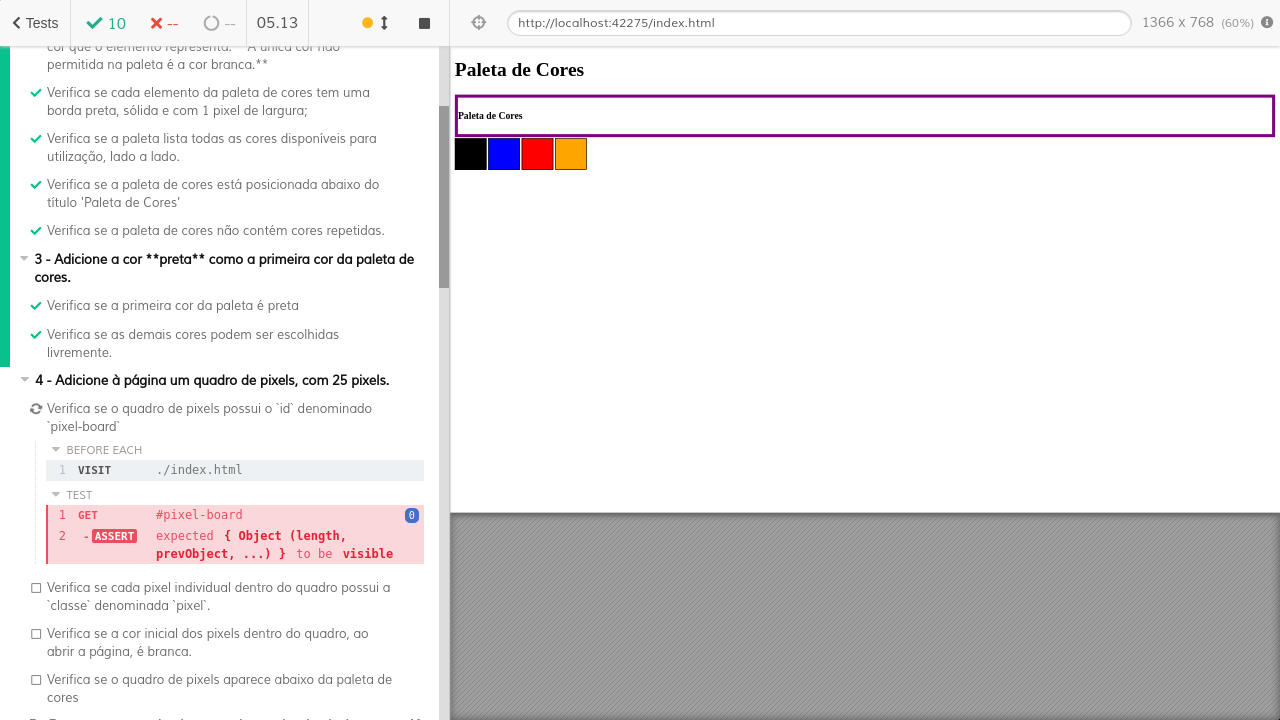 Tests 10 -- -- 05.13
http://localhost:42275/index.html 1366 x 768 (60%)
cor que o elemento representa. **A única cor não
permitida na paleta é a cor branca.**
Verifica se cada elemento da paleta de cores tem uma
borda preta, sólida e com 1 pixel de largura;
Verifica se a paleta lista todas as cores disponíveis para
utilização, lado a lado.
Verifica se a paleta de cores está posicionada abaixo do
título 'Paleta de Cores'
Verifica se a paleta de cores não contém cores repetidas.
3 - Adicione a cor **preta** como a primeira cor da paleta de
cores.
Verifica se a primeira cor da paleta é preta
Verifica se as demais cores podem ser escolhidas
livremente.
4 - Adicione à página um quadro de pixels, com 25 pixels.
Verifica se o quadro de pixels possui o `id` denominado
`pixel-board`
BEFORE EACH
1 VISIT ./index.html
TEST
1 GET #pixel-board 0
2 -ASSERT expected { Object (length,
prevObject, ...) } to be visible
Verifica se cada pixel individual dentro do quadro possui a
`classe` denominada `pixel`.
Verifica se a cor inicial dos pixels dentro do quadro, ao
abrir a página, é branca.
Verifica se o quadro de pixels aparece abaixo da paleta de
cores
Paleta de Cores
Paleta de Cores